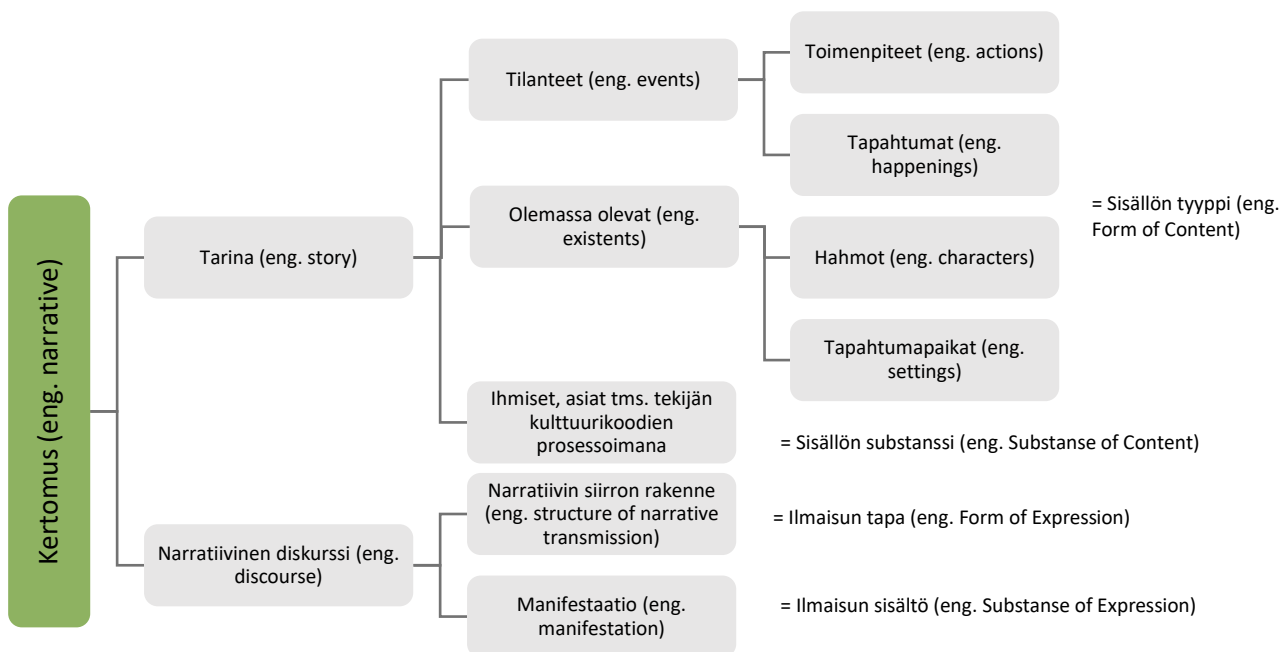 Kertomus (eng. narrative)
Tarina (eng. story)
Narratiivinen diskurssi (eng.
discourse)
Tilanteet (eng. events)
Olemassa olevat (eng.
existents)
Ihmiset, asiat tms. tekijän
kulttuurikoodien
prosessoimana
Narratiivin siirron rakenne
(eng. structure of narrative
transmission)
Manifestaatio (eng.
manifestation)
Toimenpiteet (eng. actions)
Tapahtumat (eng.
happenings)
Hahmot (eng. characters)
Tapahtumapaikat (eng.
settings)
= Sisällön tyyppi (eng.
Form of Content)
= Sisällön substanssi (eng. Substanse of Content)
= Ilmaisun tapa (eng. Form of Expression)
= Ilmaisun sisältö (eng. Substanse of Expression)